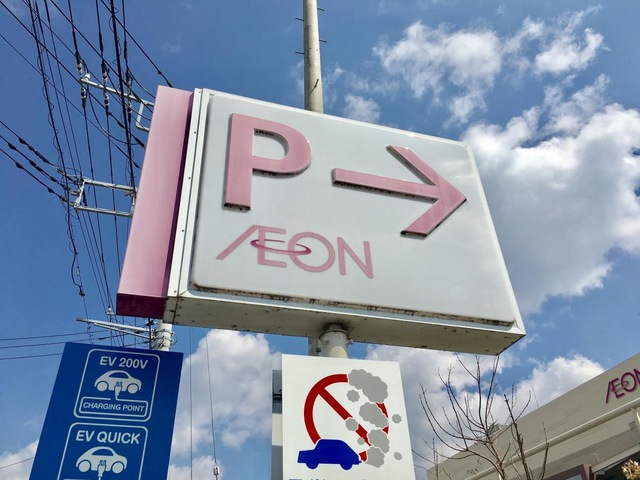 P →
ÆON
EV 200V
CHARGING POINT
EV QUICK
ÆON